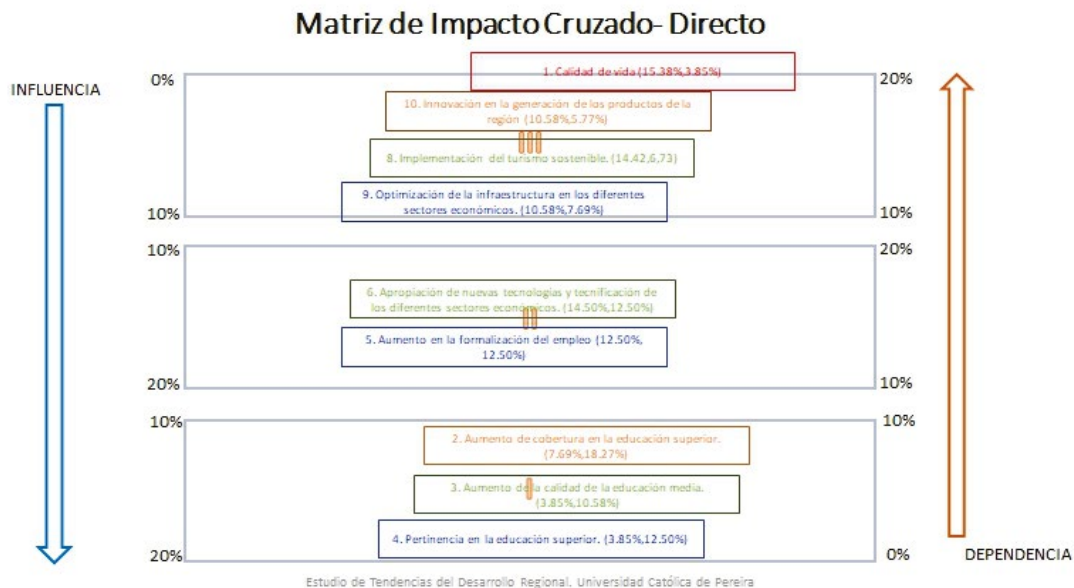 Matriz de Impacto Cruzado- Directo
INFLUENCIA
0%
20%
1. Calidad de vida (15.38%,3.85%)
10. Innovación en la generación de los productos de la
región (10.58%,5.77%)
8. Implementación del turismo sostenible. (14.42,6,73)
9. Optimización de la infraestructura en los diferentes
sectores económicos. (10.58%,7.69%)
10%
10%
10%
20%
6. Apropiación de nuevas tecnologías y tecnificación de
los diferentes sectores económicos. (14.50%,12.50%)
5. Aumento en la formalización del empleo (12.50%,
12.50%)
20%
10%
10%
10%
2. Aumento de cobertura en la educación superior.
(7.69%,18.27%)
3. Aumento de la calidad de la educación media.
(3.85%,10.58%)
4. Pertinencia en la educación superior. (3.85%,12.50%)
20%
0%
DEPENDENCIA
Estudio de Tendencias del Desarrollo Regional. Universidad Católica de Pereira